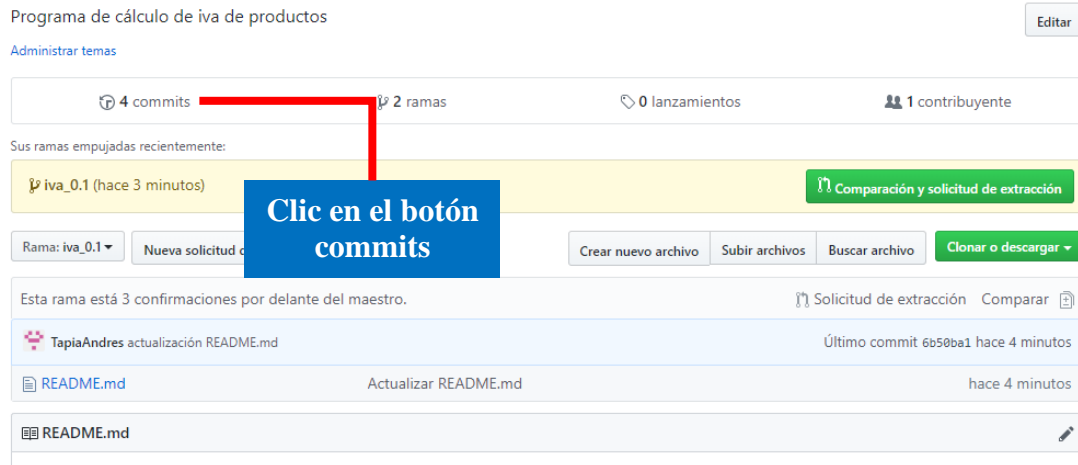 Programa de cálculo de iva de productos
Editar
Administrar temas
4 commits
2 ramas
0 lanzamientos
1 contribuyente
Sus ramas empujadas recientemente:
iva_0.1 (hace 3 minutos)
Comparación y solicitud de extracción
Clic en el botón
commits
Rama: iva_0.1
Nueva solicitud
Crear nuevo archivo
Subir archivos
Buscar archivo
Clonar o descargar
Esta rama está 3 confirmaciones por delante del maestro.
Solicitud de extracción
Comparar
TapiaAndres actualización README.md
Último commit 6b50ba1 hace 4 minutos
README.md
Actualizar README.md
hace 4 minutos
README.md